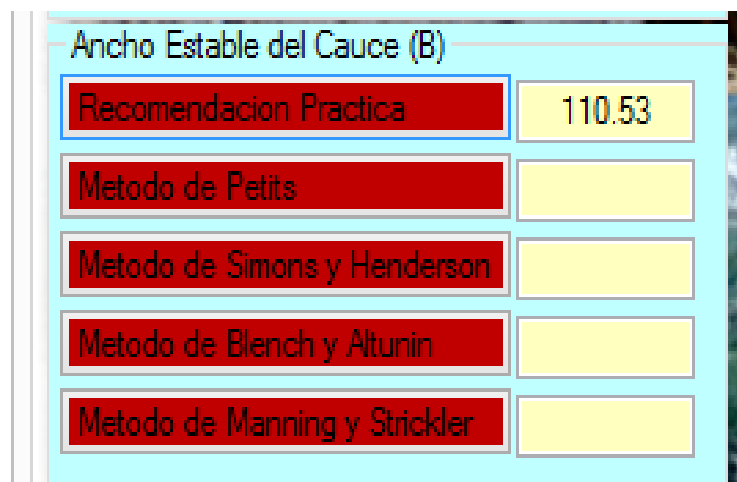 Ancho Estable del Cauce (B)
Recomendacion Practica 110.53
Metodo de Petits
Metodo de Simons y Henderson
Metodo de Blench y Altunin
Metodo de Manning y Strickler